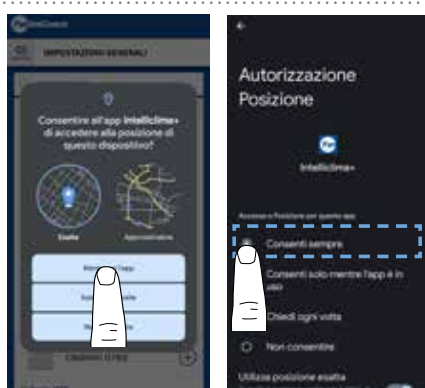 IMPOSTAZIONI GENERALI
Consentire all'app Intelliclima+
di accedere alla posizione di
questo dispositivo?
Esatta
Approssimativa
Autorizzazione
Posizione
Intelliclima+
Accesso a Posizione per questa app
Consenti sempre
Consenti solo mentre l'app è in
uso
Chiedi ogni volta
Non consentire
Utilizza posizione esatta